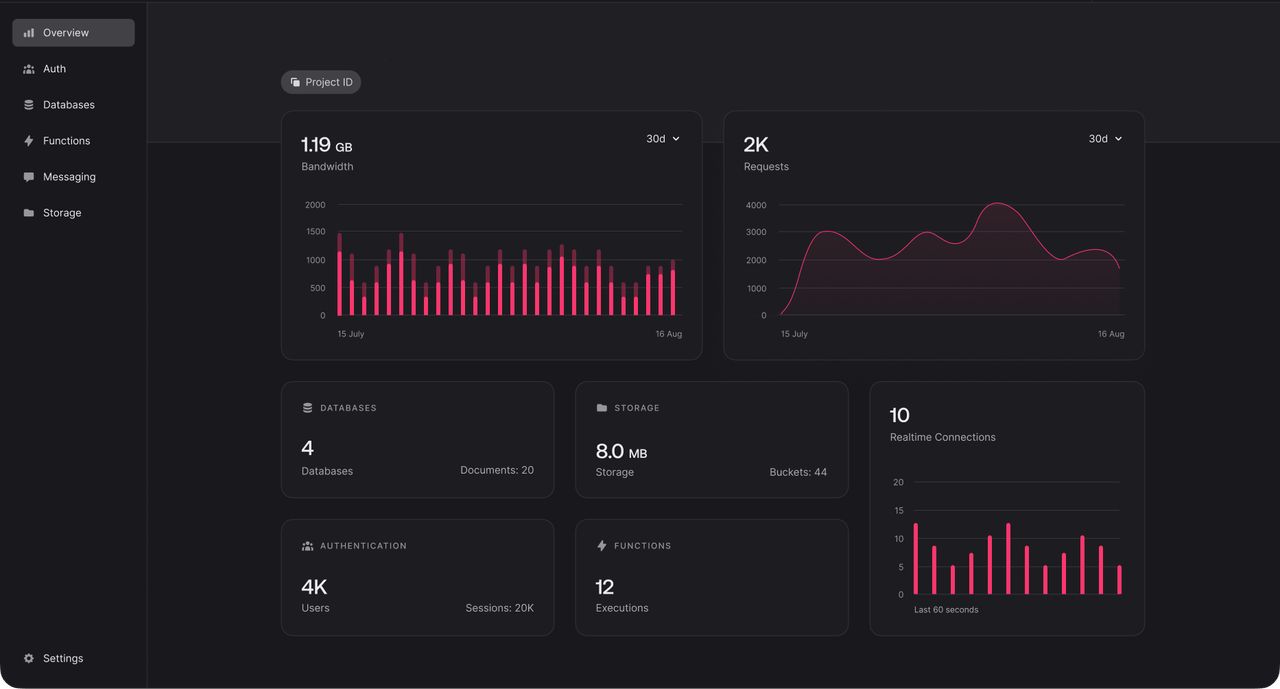 Overview
Auth
Databases
Functions
Messaging
Storage
Settings
Project ID
1.19 GB
30d
Bandwidth
2000
1500
1000
500
0
15 July
16 Aug
2K
30d
Requests
4000
3000
2000
1000
0
15 July
16 Aug
DATABASES
4
Databases
Documents: 20
STORAGE
8.0 MB
Storage
Buckets: 44
10
Realtime Connections
20
15
10
5
0
Last 60 seconds
AUTHENTICATION
4K
Users
Sessions: 20K
FUNCTIONS
12
Executions